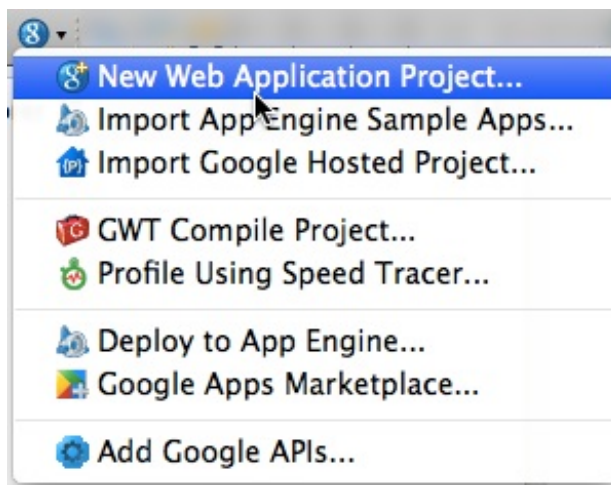 New Web Application Project...
Import App Engine Sample Apps...
Import Google Hosted Project...
GWT Compile Project...
Profile Using Speed Tracer...
Deploy to App Engine...
Google Apps Marketplace...
Add Google APIs...